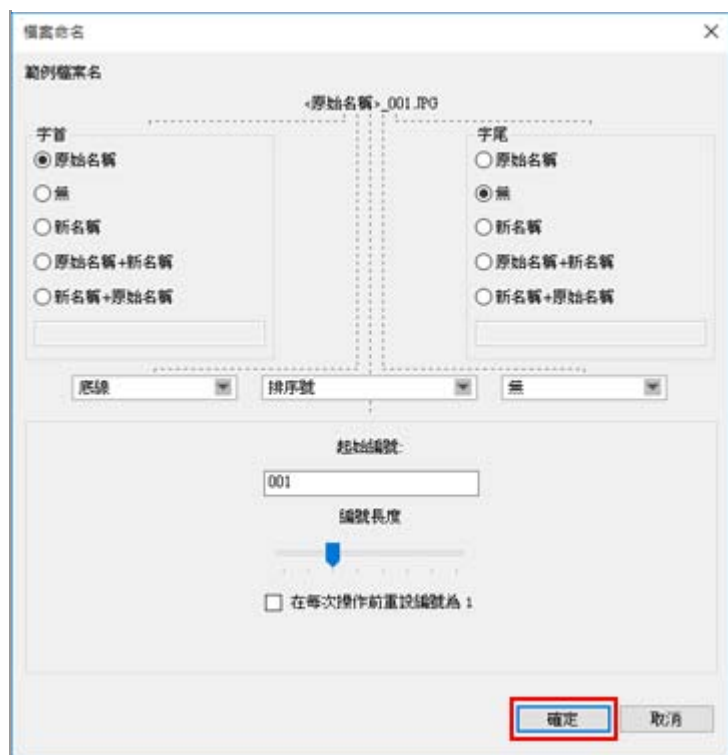 檔案命名
範例檔案名
<原始名稱>_001.JPG
字首
原始名稱
無
新名稱
原始名稱+新名稱
新名稱+原始名稱
字尾
原始名稱
無
新名稱
原始名稱+新名稱
新名稱+原始名稱
底線
排序號
無
起始編號:
001
編號長度
在每次操作前重設編號為 1
確定
取消